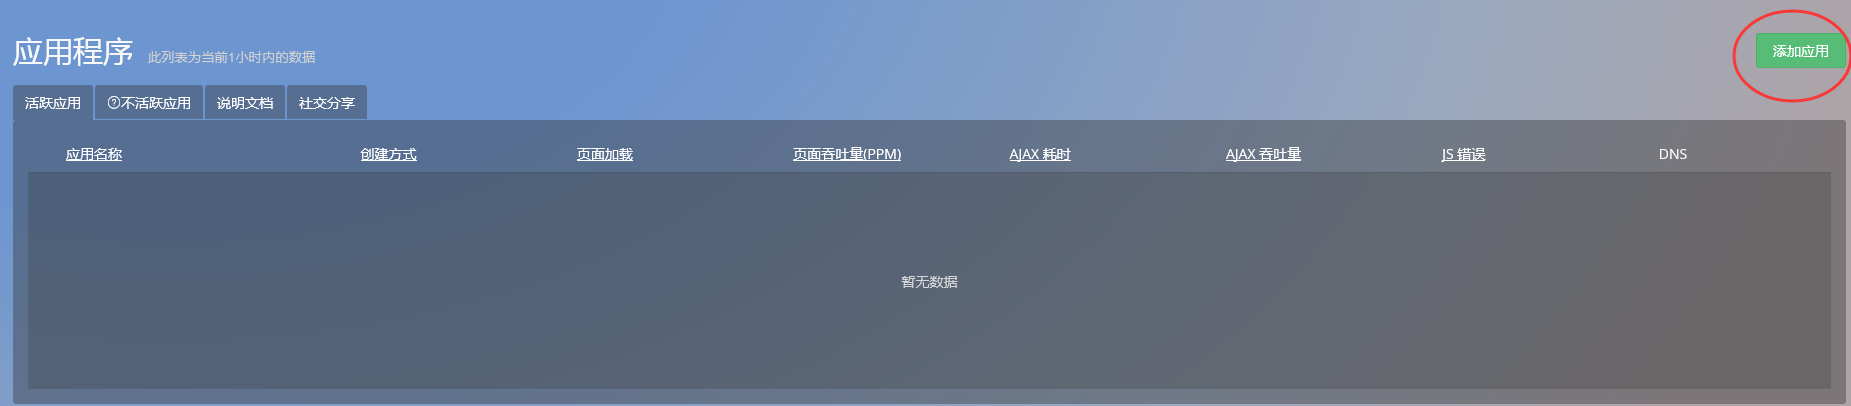 应用程序 此列表为当前1小时内的数据 添加应用
活跃应用 ?不活跃应用 说明文档 社交分享
应用名称 创建方式 页面加载 页面吞吐量(PPM) AJAX 耗时 AJAX 吞吐量 JS 错误 DNS
暂无数据